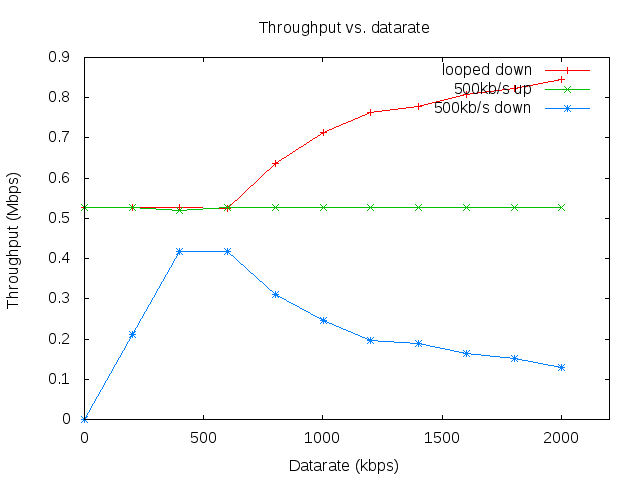 Throughput vs. datarate
0.9
0.8
0.7
0.6
0.5
0.4
0.3
0.2
0.1
0
Throughput (Mbps)
looped down
500kb/s up
500kb/s down
0 500 1000 1500 2000
Datarate (kbps)